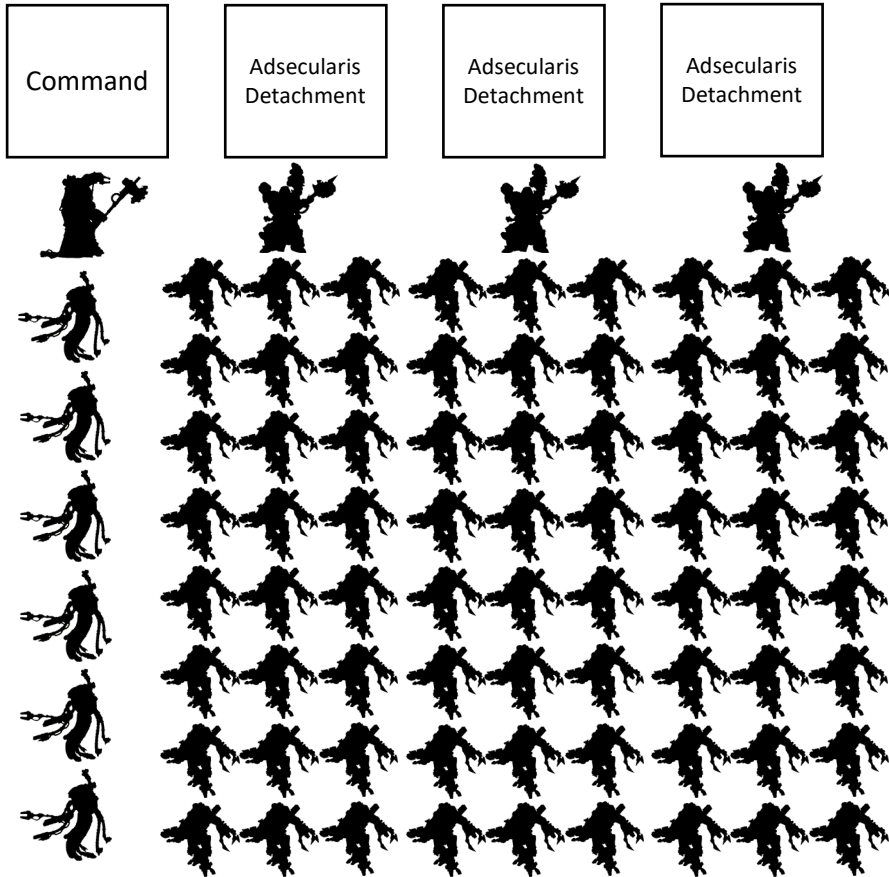 Command
Adsecularis
Detachment
Adsecularis
Detachment
Adsecularis
Detachment